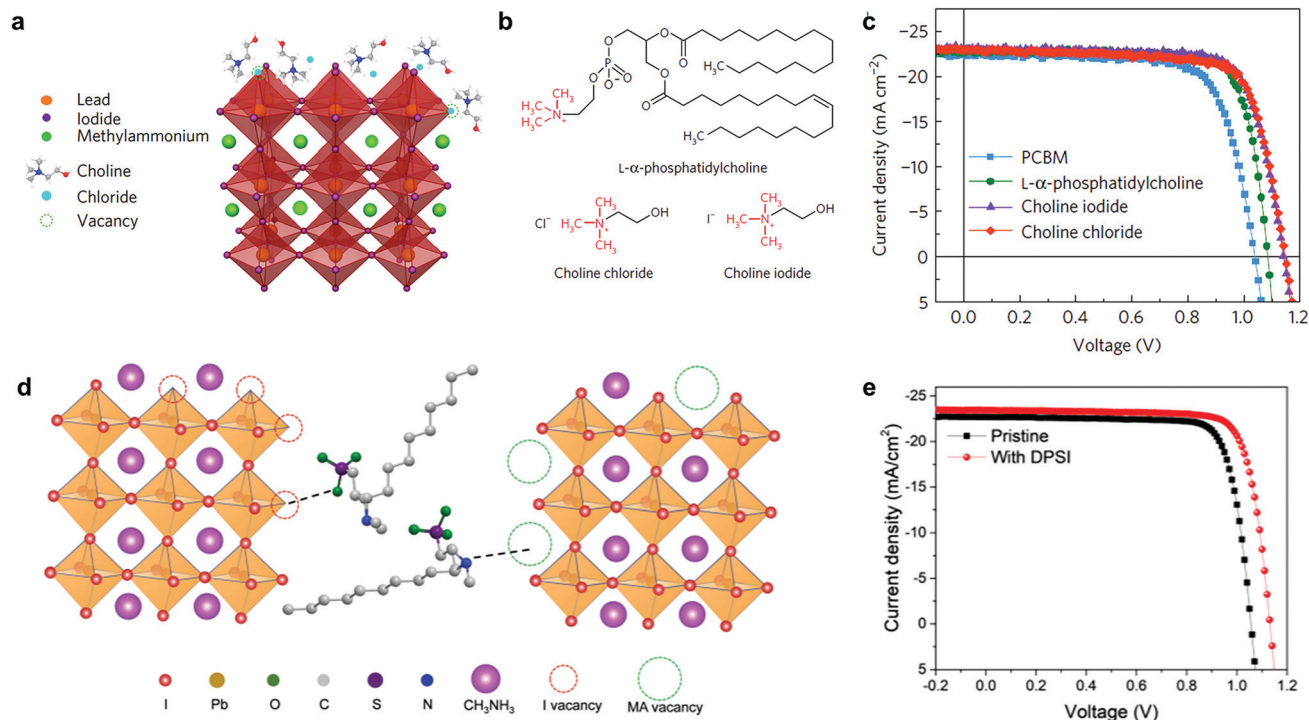 a
Lead
Iodide
Methylammonium
Choline
Chloride
Vacancy
b
O
O
O
O
P
O
O⁻
O
O
H₃C
H₃C
CH₃
H₃C
N
+
CH₃
L-α-phosphatidylcholine
Cl⁻
CH₃
H₃C
N
+
CH₃
OH
Choline chloride
I⁻
CH₃
H₃C
N
+
CH₃
OH
Choline iodide
c
Current density (mA cm⁻²)
-25
-20
-15
-10
-5
0
5
PCBM
L-α-phosphatidylcholine
Choline iodide
Choline chloride
0.0 0.2 0.4 0.6 0.8 1.0 1.2
Voltage (V)
d
I Pb O C S N CH₃NH₃ I vacancy MA vacancy
e
Current density (mA/cm²)
-25
-20
-15
-10
-5
0
5
Pristine
With DPSI
-0.2 0.0 0.2 0.4 0.6 0.8 1.0 1.2
Voltage (V)